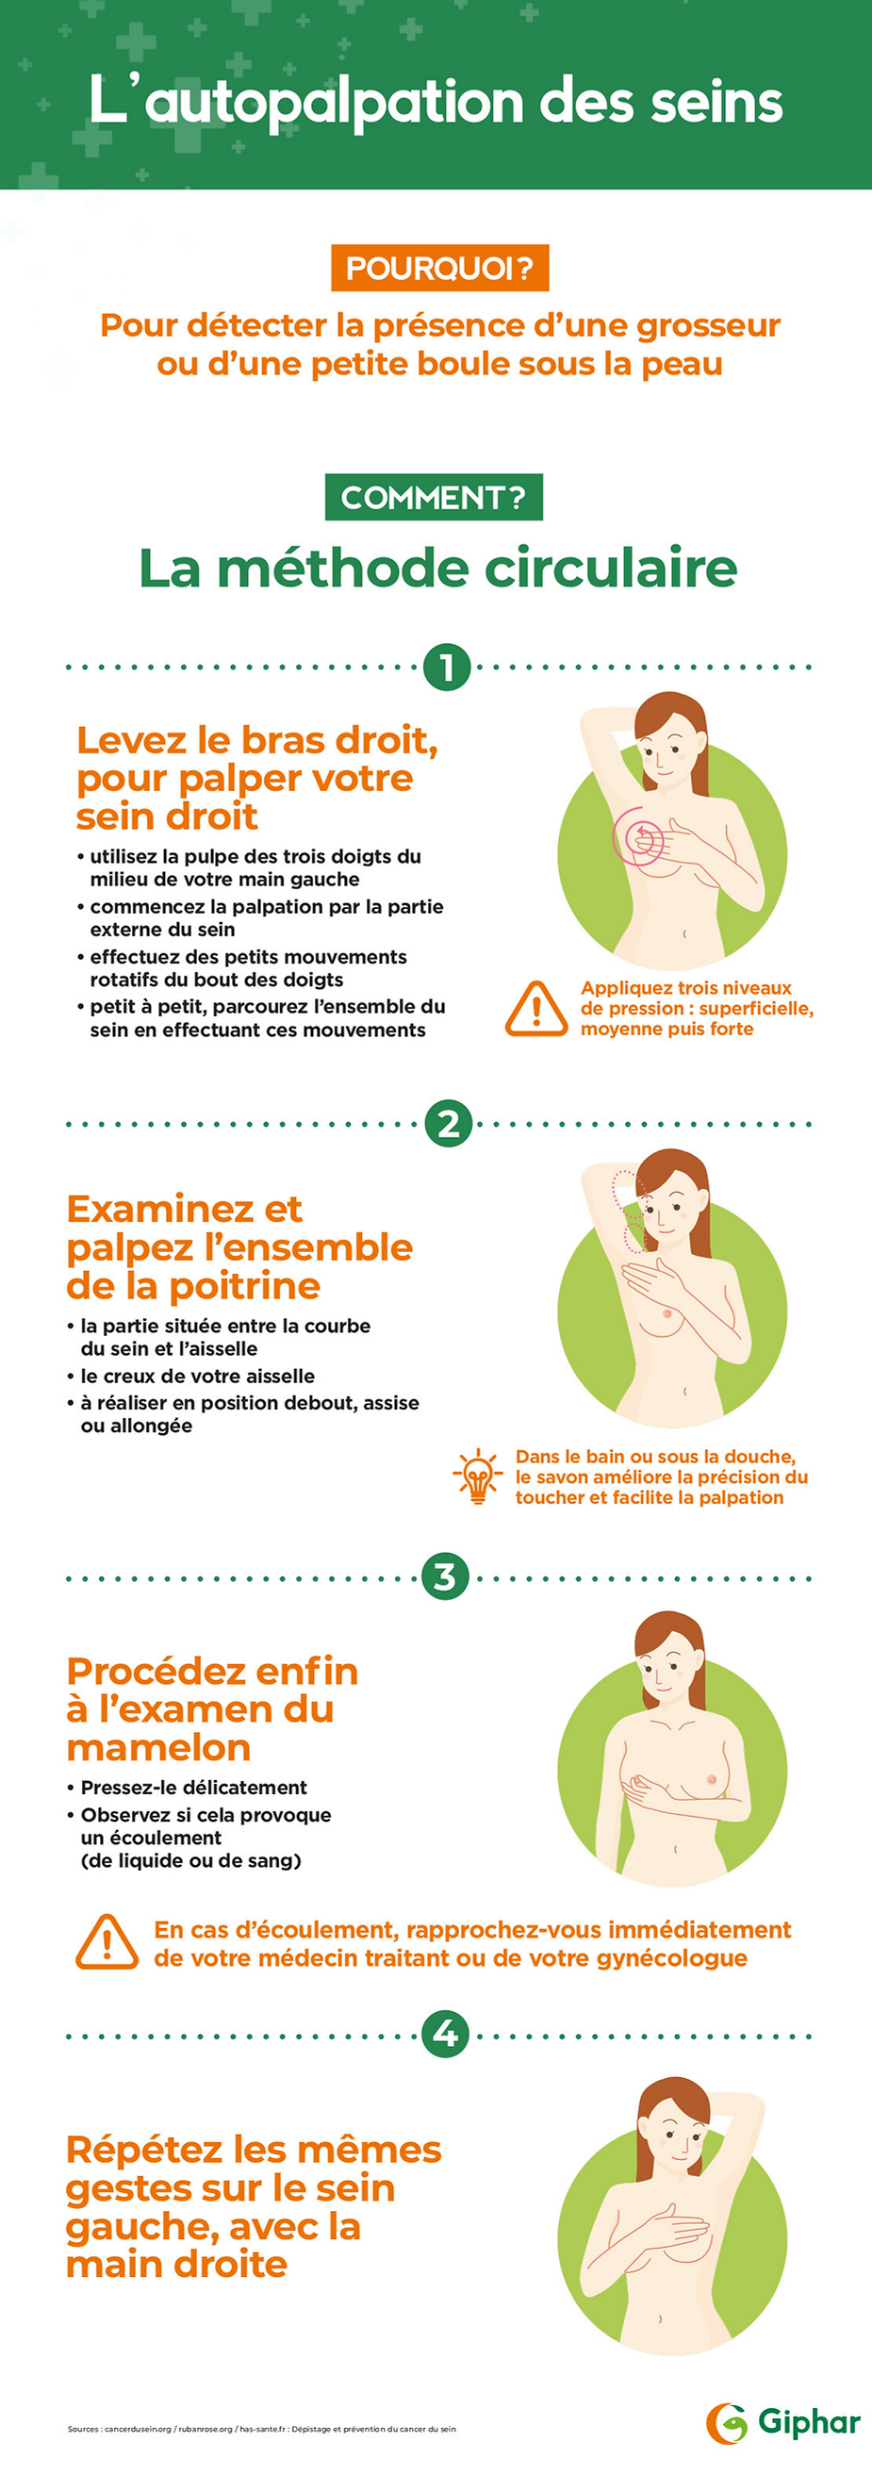 L'autopalpation des seins
POURQUOI?
Pour détecter la présence d'une grosseur
ou d'une petite boule sous la peau
COMMENT?
La méthode circulaire
1
Levez le bras droit,
pour palper votre
sein droit
• utilisez la pulpe des trois doigts du
milieu de votre main gauche
• commencez la palpation par la partie
externe du sein
• effectuez des petits mouvements
rotatifs du bout des doigts
• petit à petit, parcourez l'ensemble du
sein en effectuant ces mouvements
Appliquez trois niveaux
de pression : superficielle,
moyenne puis forte
2
Examinez et
palpez l'ensemble
de la poitrine
• la partie située entre la courbe
du sein et l'aisselle
• le creux de votre aisselle
• à réaliser en position debout, assise
ou allongée
Dans le bain ou sous la douche,
le savon améliore la précision du
toucher et facilite la palpation
3
Procédez enfin
à l'examen du
mamelon
• Pressez-le délicatement
• Observez si cela provoque
un écoulement
(de liquide ou de sang)
En cas d'écoulement, rapprochez-vous immédiatement
de votre médecin traitant ou de votre gynécologue
4
Répétez les mêmes
gestes sur le sein
gauche, avec la
main droite
Sources : cancerdusein.org / rubanrose.org / has-sante.fr : Dépistage et prévention du cancer du sein
Giphar